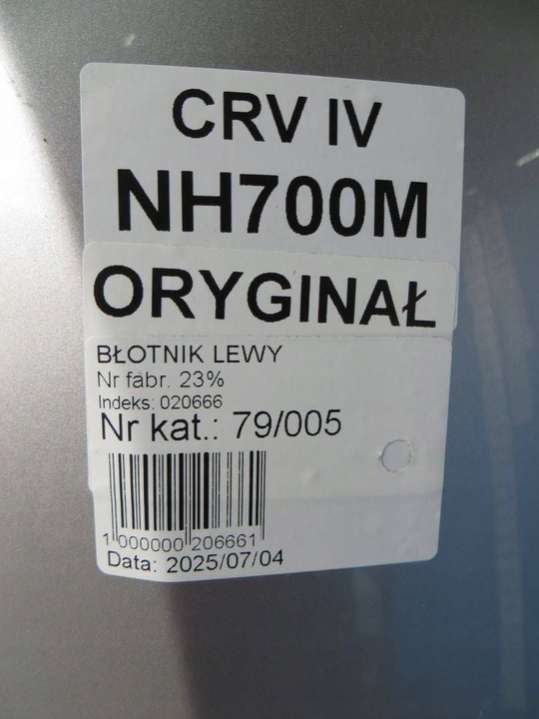 CRV IV
NH700M
ORYGINAŁ
BŁOTNIK LEWY
Nr fabr. 23%
Indeks: 020666
Nr kat.: 79/005
1 000000 206661
Data: 2025/07/04